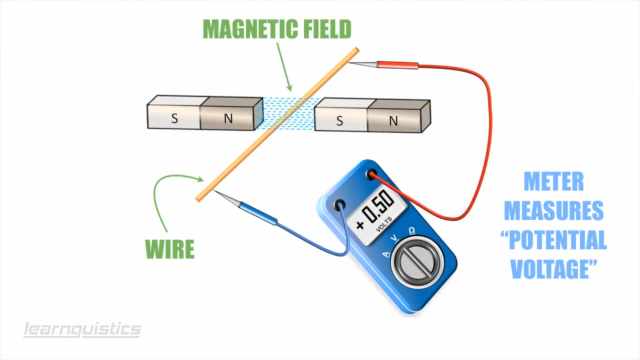 MAGNETIC FIELD
S N S N
+ 0.50
VOLTS
A V Ω
WIRE
METER
MEASURES
“POTENTIAL
VOLTAGE”
learnguistics